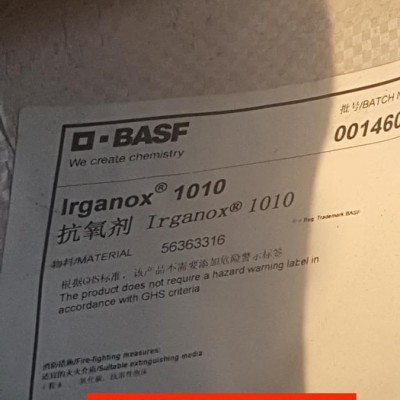 批号/BATCH N
001460
BASF
We create chemistry
Irganox® 1010
抗氧剂 Irganox® 1010
Reg. Trademark BASF
物料/MATERIAL 56363316
根据GHS标准，该产品不需要添加危险警示标签
The product does not require a hazard warning label in
accordance with GHS criteria
消防措施/Fire-fighting measures:
适用的灭火介质/Suitable extinguishing media